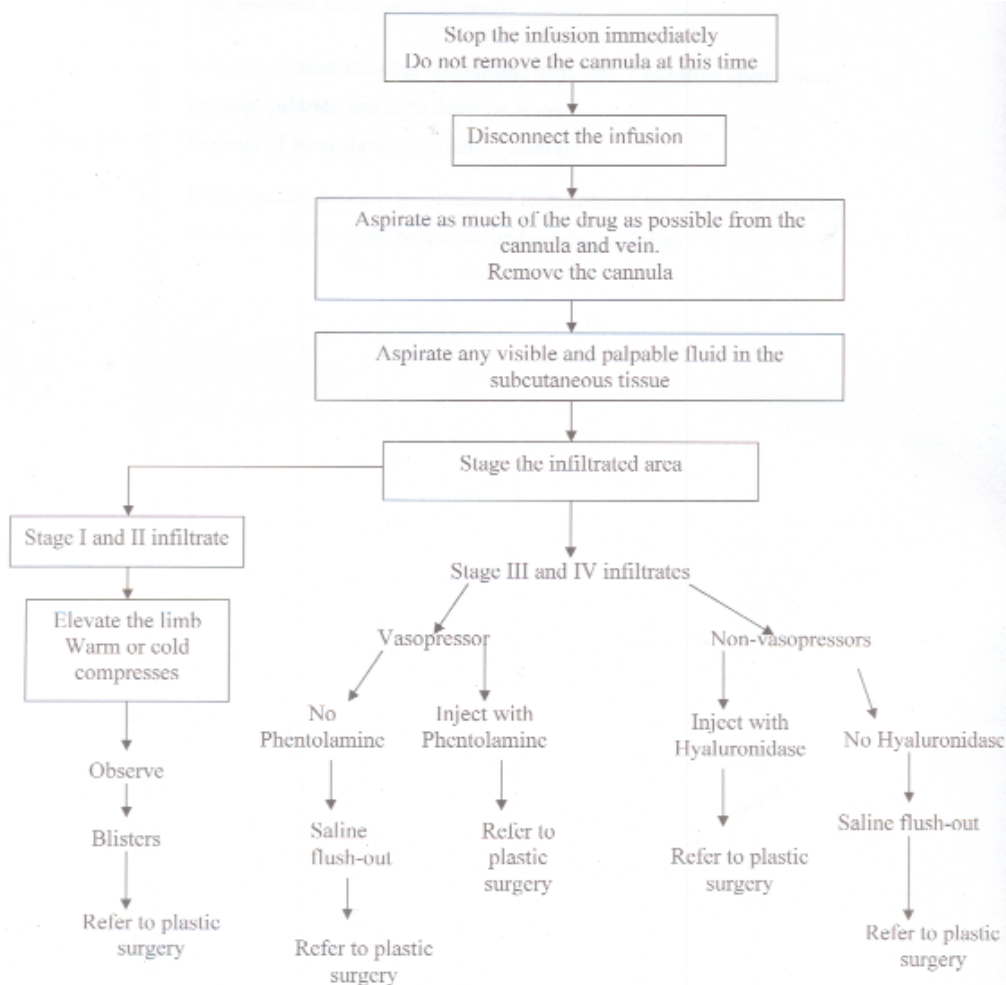 Stop the infusion immediately
Do not remove the cannula at this time
Disconnect the infusion
Aspirate as much of the drug as possible from the
cannula and vein.
Remove the cannula
Aspirate any visible and palpable fluid in the
subcutaneous tissue
Stage the infiltrated area
Stage I and II infiltrate
Elevate the limb
Warm or cold
compresses
Observe
Blisters
Refer to plastic
surgery
Stage III and IV infiltrates
Vasopressor
No
Phentolamine
Saline
flush-out
Refer to plastic
surgery
Inject with
Phentolamine
Refer to
plastic
surgery
Non-vasopressors
Inject with
Hyaluronidase
Refer to plastic
surgery
No Hyaluronidase
Saline flush-out
Refer to plastic
surgery